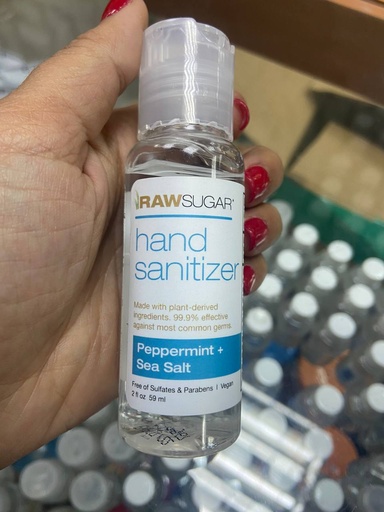 RAWSUGAR
hand
sanitizer
Made with plant-derived
ingredients. 99.9% effective
against most common germs.
Peppermint +
Sea Salt
Free of Sulfates & Parabens | Vegan
2 fl oz 59 ml